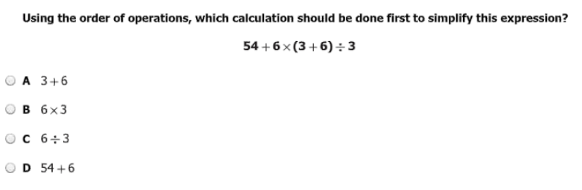 Using the order of operations, which calculation should be done first to simplify this expression?
54 + 6 × (3 + 6) ÷ 3
A 3 + 6
B 6 × 3
C 6 ÷ 3
D 54 + 6